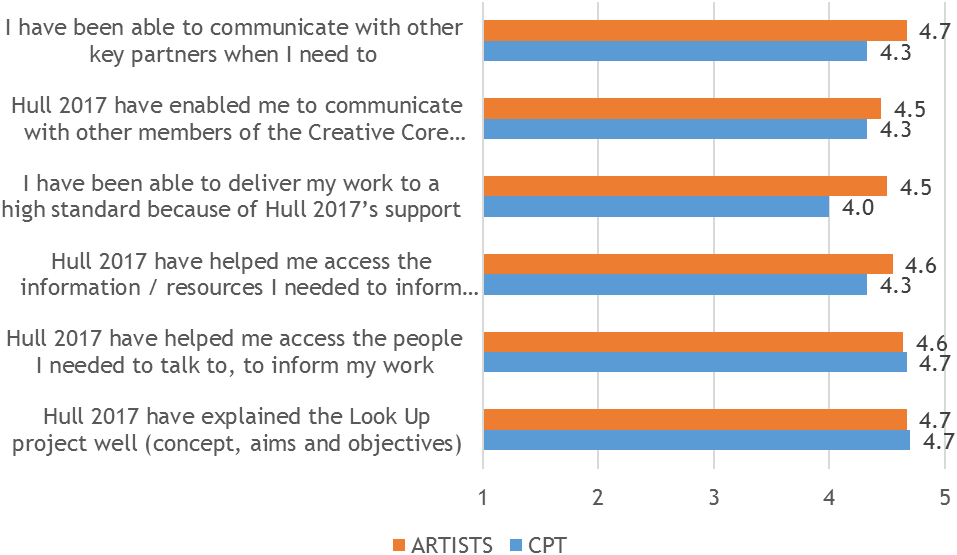 I have been able to communicate with other
key partners when I need to
4.7
4.3
Hull 2017 have enabled me to communicate
with other members of the Creative Core…
4.5
4.3
I have been able to deliver my work to a
high standard because of Hull 2017’s support
4.5
4.0
Hull 2017 have helped me access the
information / resources I needed to inform…
4.6
4.3
Hull 2017 have helped me access the people
I needed to talk to, to inform my work
4.6
4.7
Hull 2017 have explained the Look Up
project well (concept, aims and objectives)
4.7
4.7
1 2 3 4 5
ARTISTS CPT